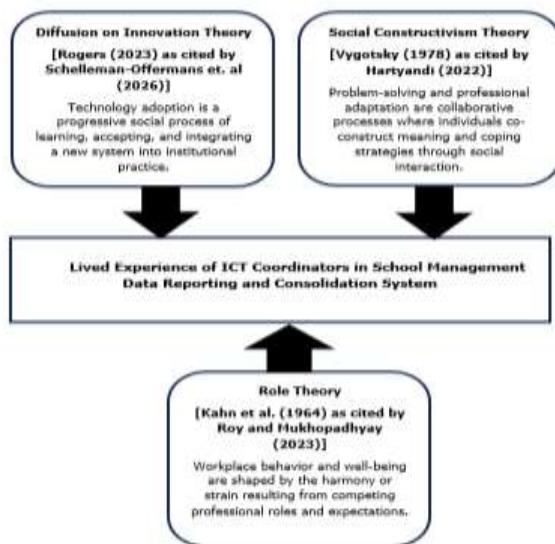 Diffusion on Innovation Theory
[Rogers (2023) as cited by
Schelleman-Offermans et. al
(2026)]
Technology adoption is a
progressive social process of
learning, accepting, and integrating
a new system into institutional
practice.
Social Constructivism Theory
[Vygotsky (1978) as cited by
Hartyandi (2022)]
Problem-solving and professional
adaptation are collaborative
processes where individuals co-
construct meaning and coping
strategies through social
interaction.
Lived Experience of ICT Coordinators in School Management
Data Reporting and Consolidation System
Role Theory
[Kahn et al. (1964) as cited by
Roy and Mukhopadhyay
(2023)]
Workplace behavior and well-being
are shaped by the harmony or
strain resulting from competing
professional roles and expectations.